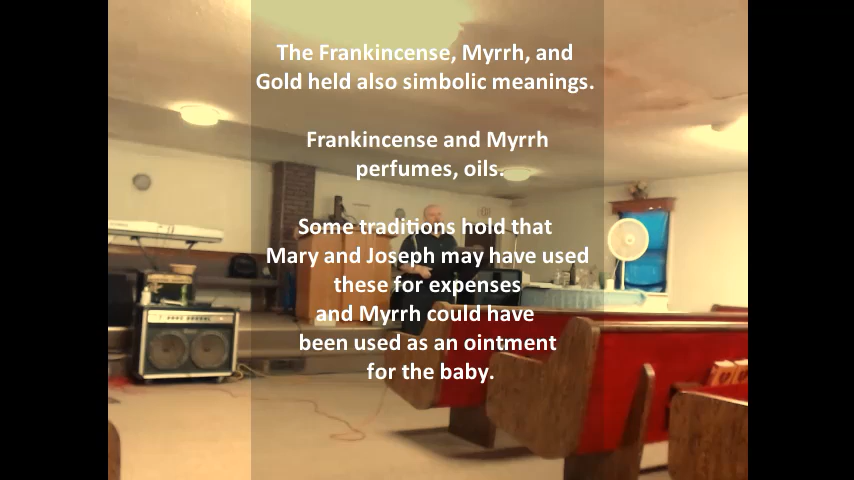 The Frankincense, Myrrh, and
Gold held also simbolic meanings.
Frankincense and Myrrh
perfumes, oils.
Some traditions hold that
Mary and Joseph may have used
these for expenses
and Myrrh could have
been used as an ointment
for the baby.